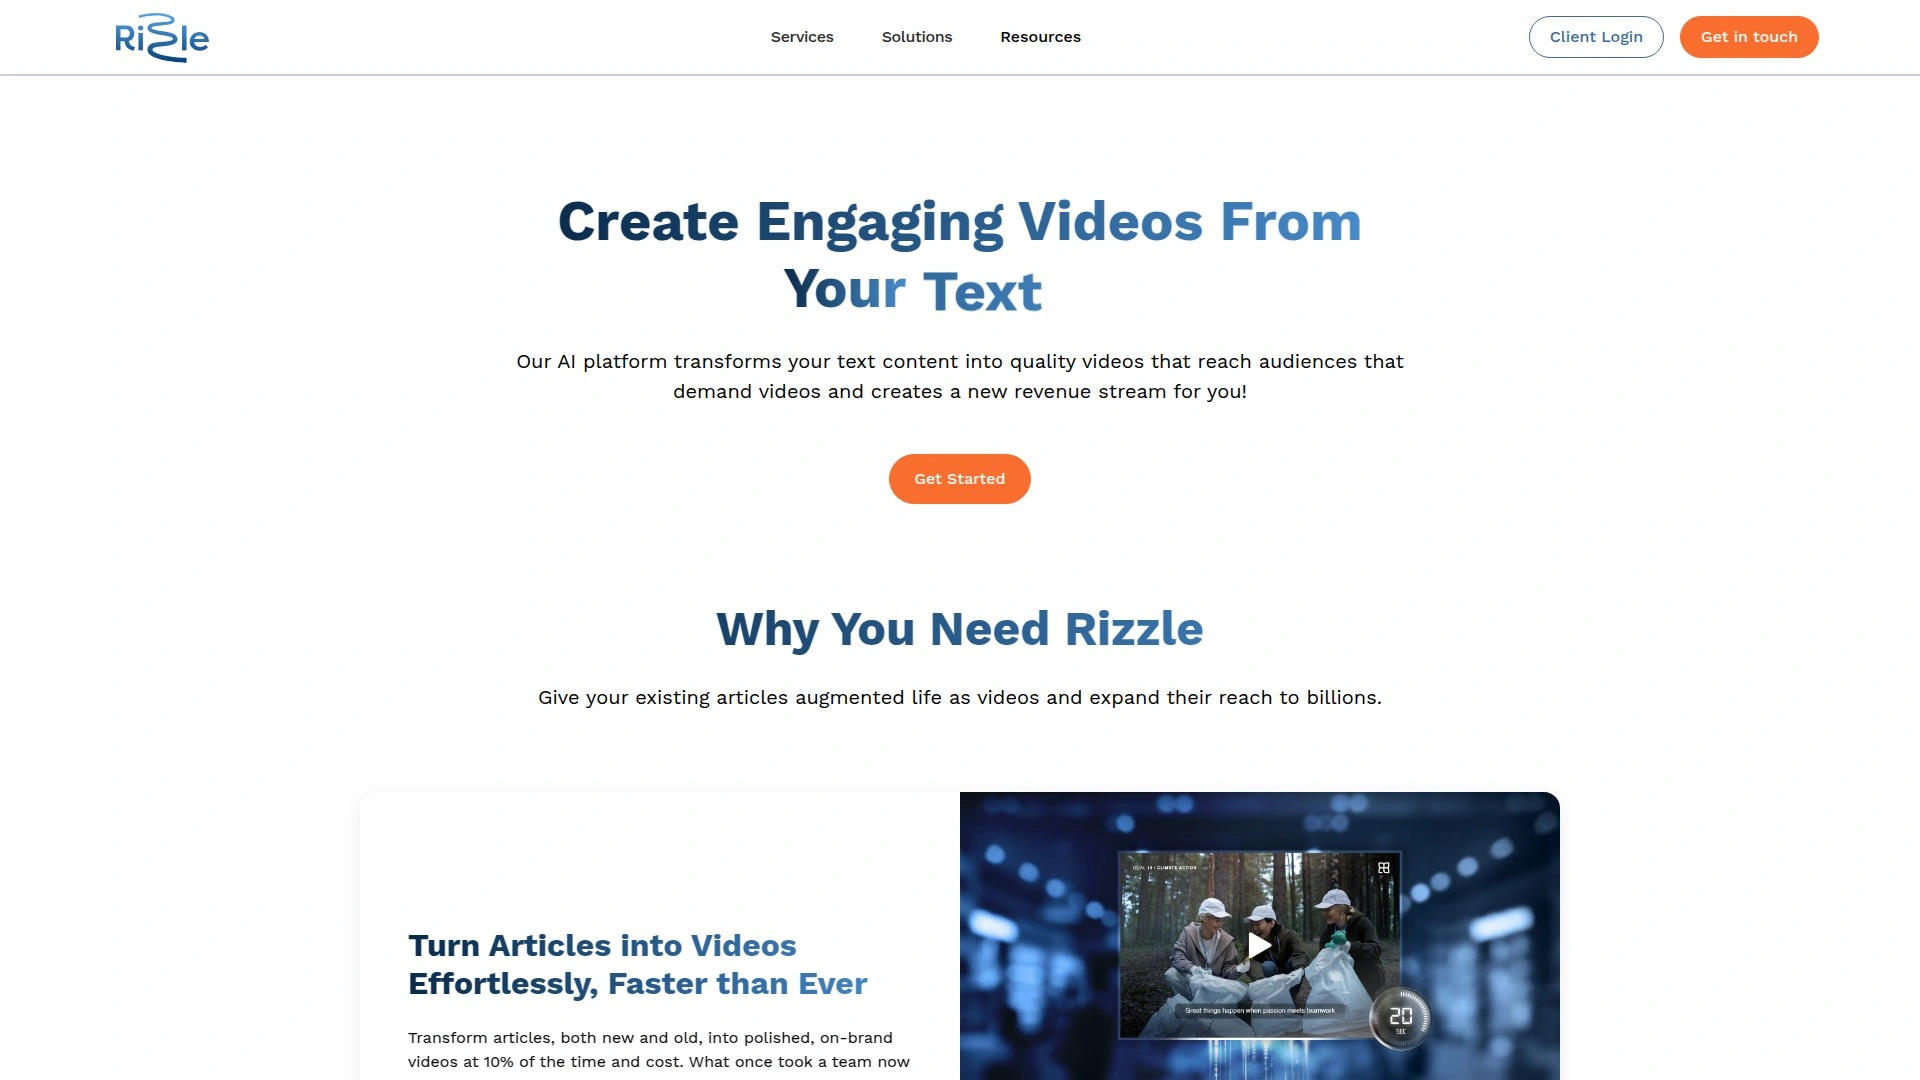 Rizzle
Services
Solutions
Resources
Client Login
Get in touch
Create Engaging Videos From
Your Text
Our AI platform transforms your text content into quality videos that reach audiences that
demand videos and creates a new revenue stream for you!
Get Started
Why You Need Rizzle
Give your existing articles augmented life as videos and expand their reach to billions.
Turn Articles into Videos
Effortlessly, Faster than Ever
Transform articles, both new and old, into polished, on-brand
videos at 10% of the time and cost. What once took a team now
GOAL 13 / CLIMATE ACTION
Great things happen when passion meets teamwork
20
SEC